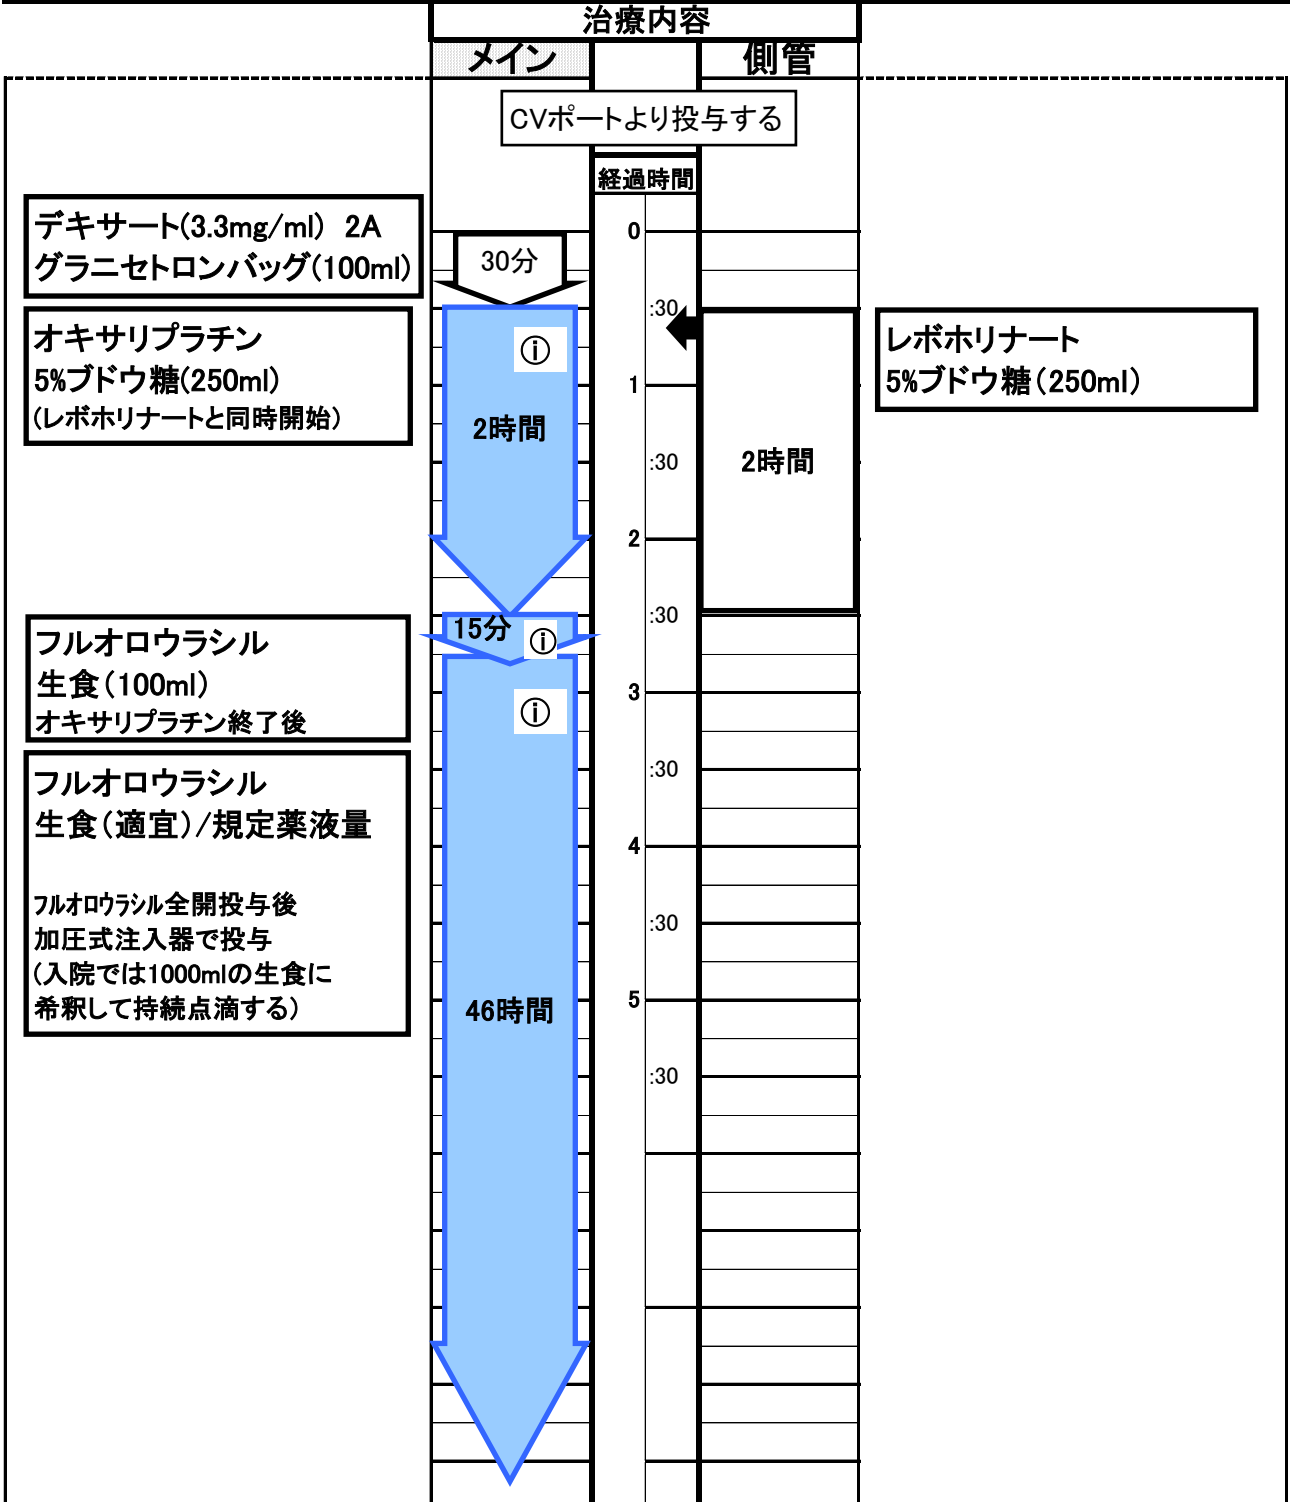 治療内容
メイン
側管
CVポートより投与する
経過時間
デキサート(3.3mg/ml) 2A
グラニセトロンバッグ(100ml)
30分
0
:30
オキサリプラチン
5%ブドウ糖(250ml)
(レボホリナートと同時開始)
ⓘ
2時間
1
:30
2
:30
2時間
レボホリナート
5%ブドウ糖(250ml)
フルオロウラシル
生食(100ml)
オキサリプラチン終了後
15分
ⓘ
ⓘ
3
:30
4
:30
5
:30
フルオロウラシル
生食(適宜)/規定薬液量
フルオロウラシル全開投与後
加圧式注入器で投与
(入院では1000mlの生食に
希釈して持続点滴する)
46時間